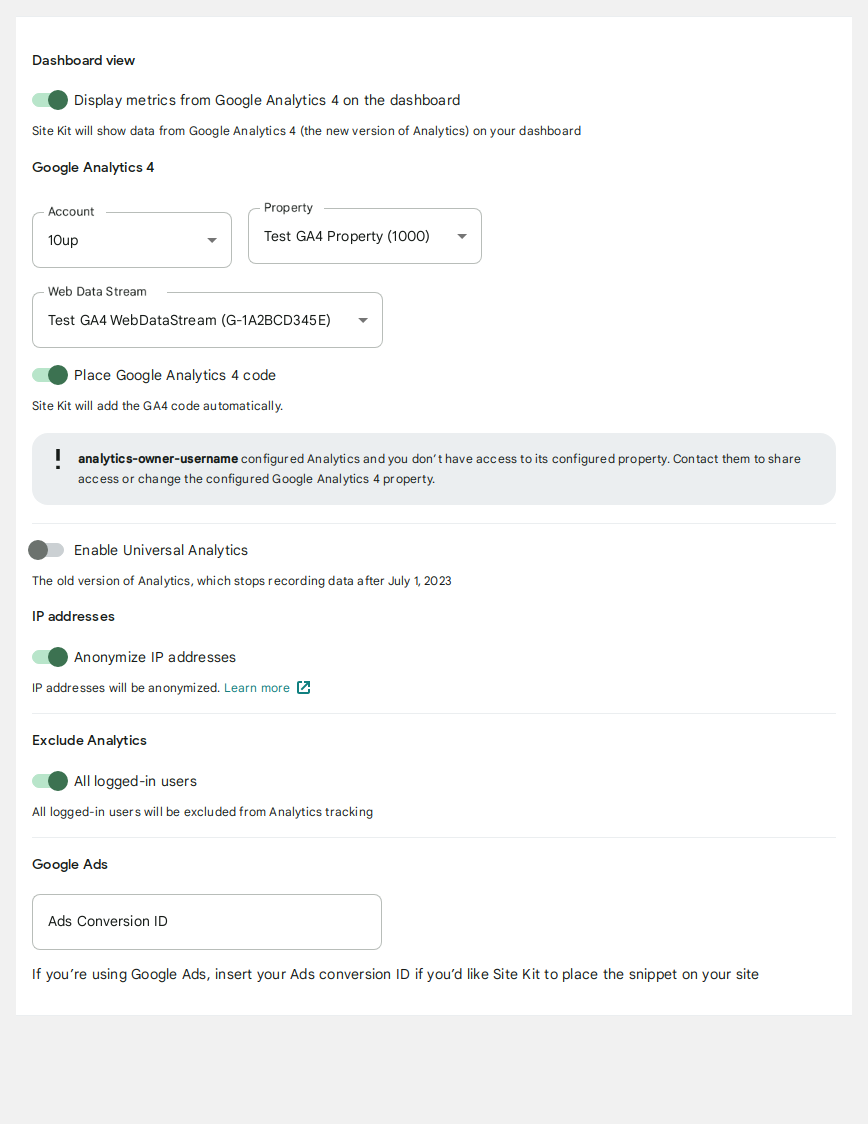 Dashboard view
Display metrics from Google Analytics 4 on the dashboard
Site Kit will show data from Google Analytics 4 (the new version of Analytics) on your dashboard
Google Analytics 4
Account
10up
Property
Test GA4 Property (1000)
Web Data Stream
Test GA4 WebDataStream (G-1A2BCD345E)
Place Google Analytics 4 code
Site Kit will add the GA4 code automatically.
analytics-owner-username configured Analytics and you don’t have access to its configured property. Contact them to share
access or change the configured Google Analytics 4 property.
Enable Universal Analytics
The old version of Analytics, which stops recording data after July 1, 2023
IP addresses
Anonymize IP addresses
IP addresses will be anonymized. Learn more
Exclude Analytics
All logged-in users
All logged-in users will be excluded from Analytics tracking
Google Ads
Ads Conversion ID
If you’re using Google Ads, insert your Ads conversion ID if you’d like Site Kit to place the snippet on your site